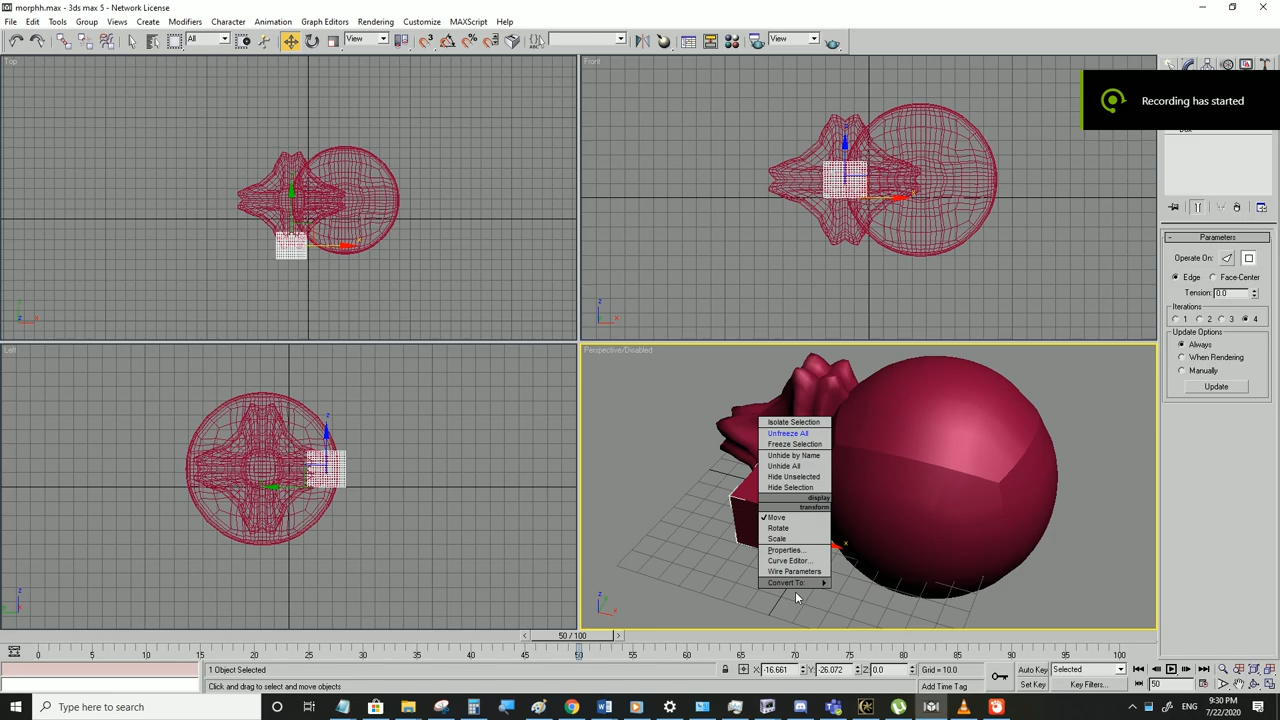 morphh.max - 3ds max 5 - Network License
File Edit Tools Group Views Create Modifiers Character Animation Graph Editors Rendering Customize MAXScript Help
All View View
Top
Front
Recording has started
Box
Parameters
Operate On:
Edge Face-Center
Tension: 0.0
Iterations
1 2 3 4
Update Options
Always
When Rendering
Manually
Update
Left
Perspective/Disabled
Isolate Selection
Unfreeze All
Freeze Selection
Unhide by Name
Unhide All
Hide Unselected
Hide Selection
display
transform
Move
Rotate
Scale
Properties...
Curve Editor...
Wire Parameters
Convert To:
50 / 100
0 5 10 15 20 25 30 35 40 45 50 55 60 65 70 75 80 85 90 95 100
1 Object Selected X: -16.661 Y: -26.072 Z: 0.0 Grid = 10.0 Auto Key Selected
Click and drag to select and move objects Add Time Tag Set Key Key Filters... 50
Type here to search
9:30 PM
7/22/2020